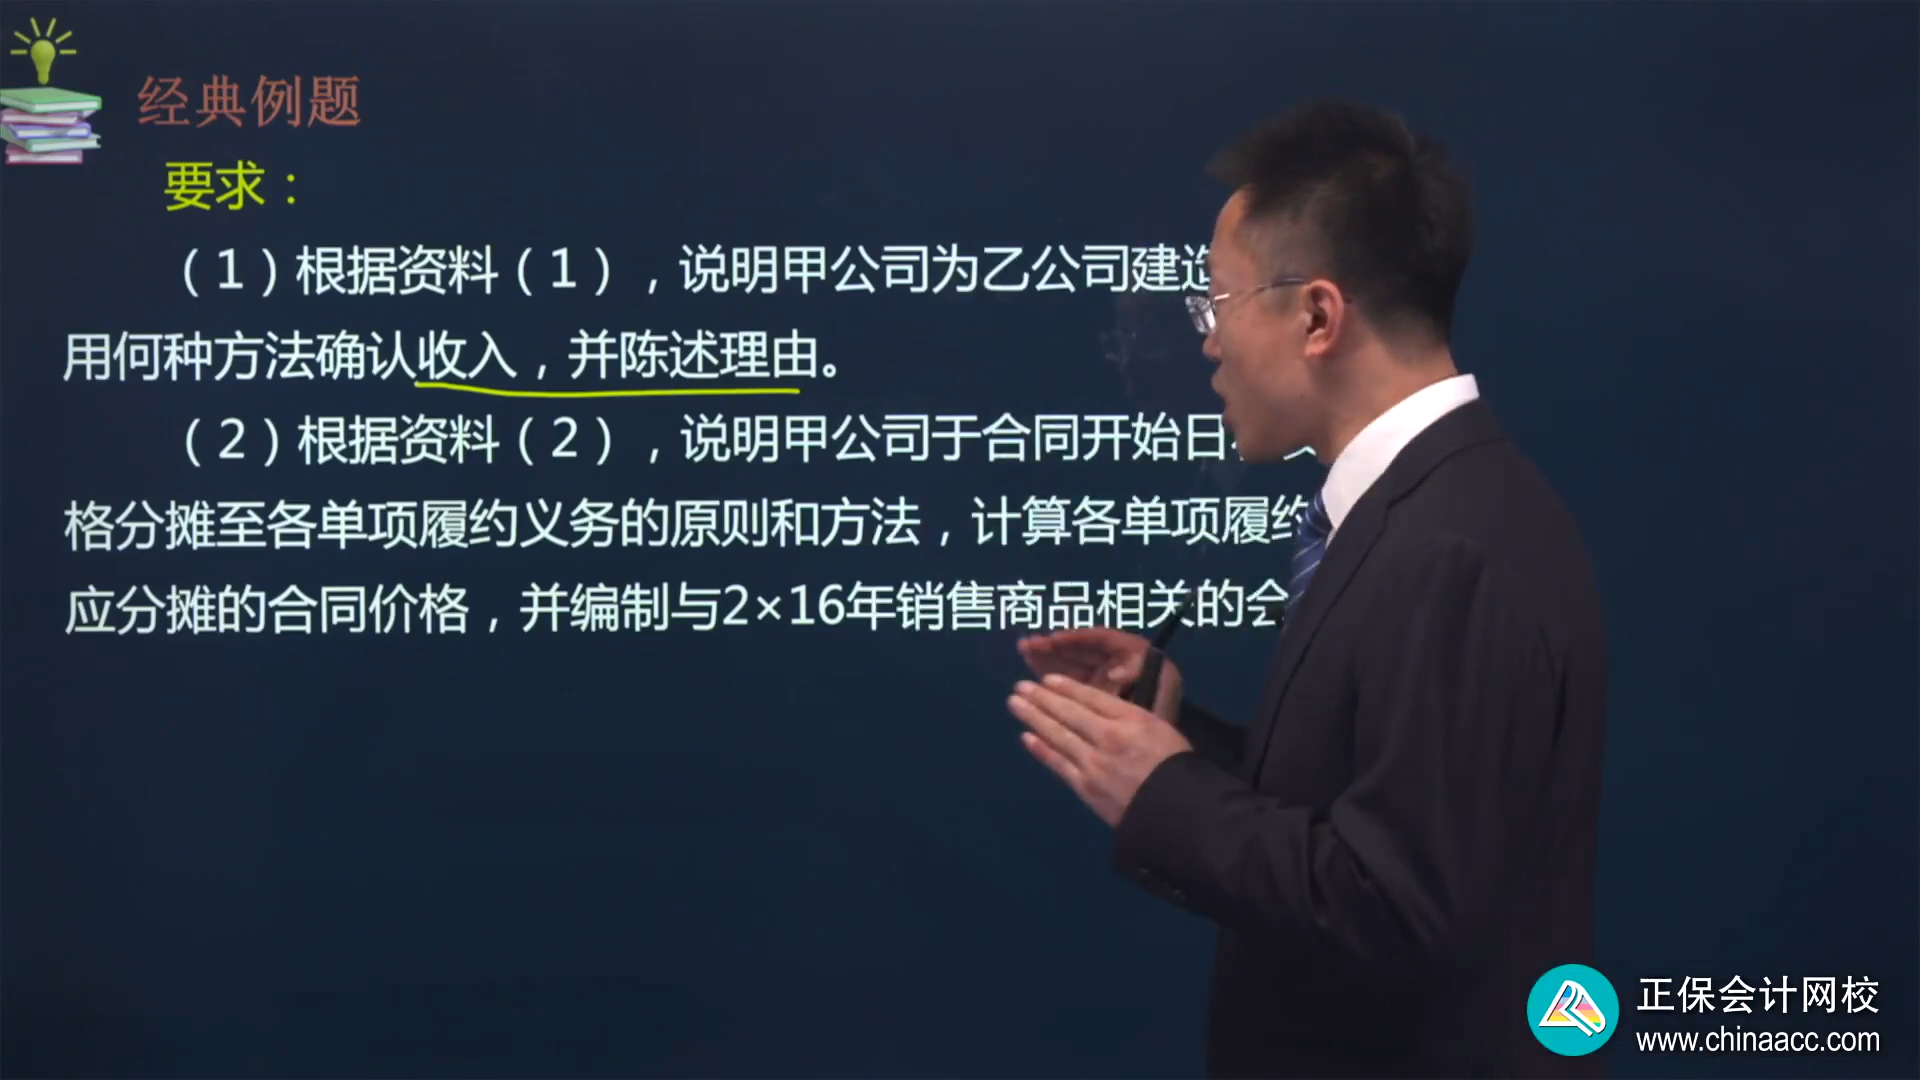 经典例题
要求：
（1）根据资料（1），说明甲公司为乙公司建造
用何种方法确认收入，并陈述理由。
（2）根据资料（2），说明甲公司于合同开始日
格分摊至各单项履约义务的原则和方法，计算各单项履约
应分摊的合同价格，并编制与2×16年销售商品相关的会
正保会计网校
www.chinaacc.com